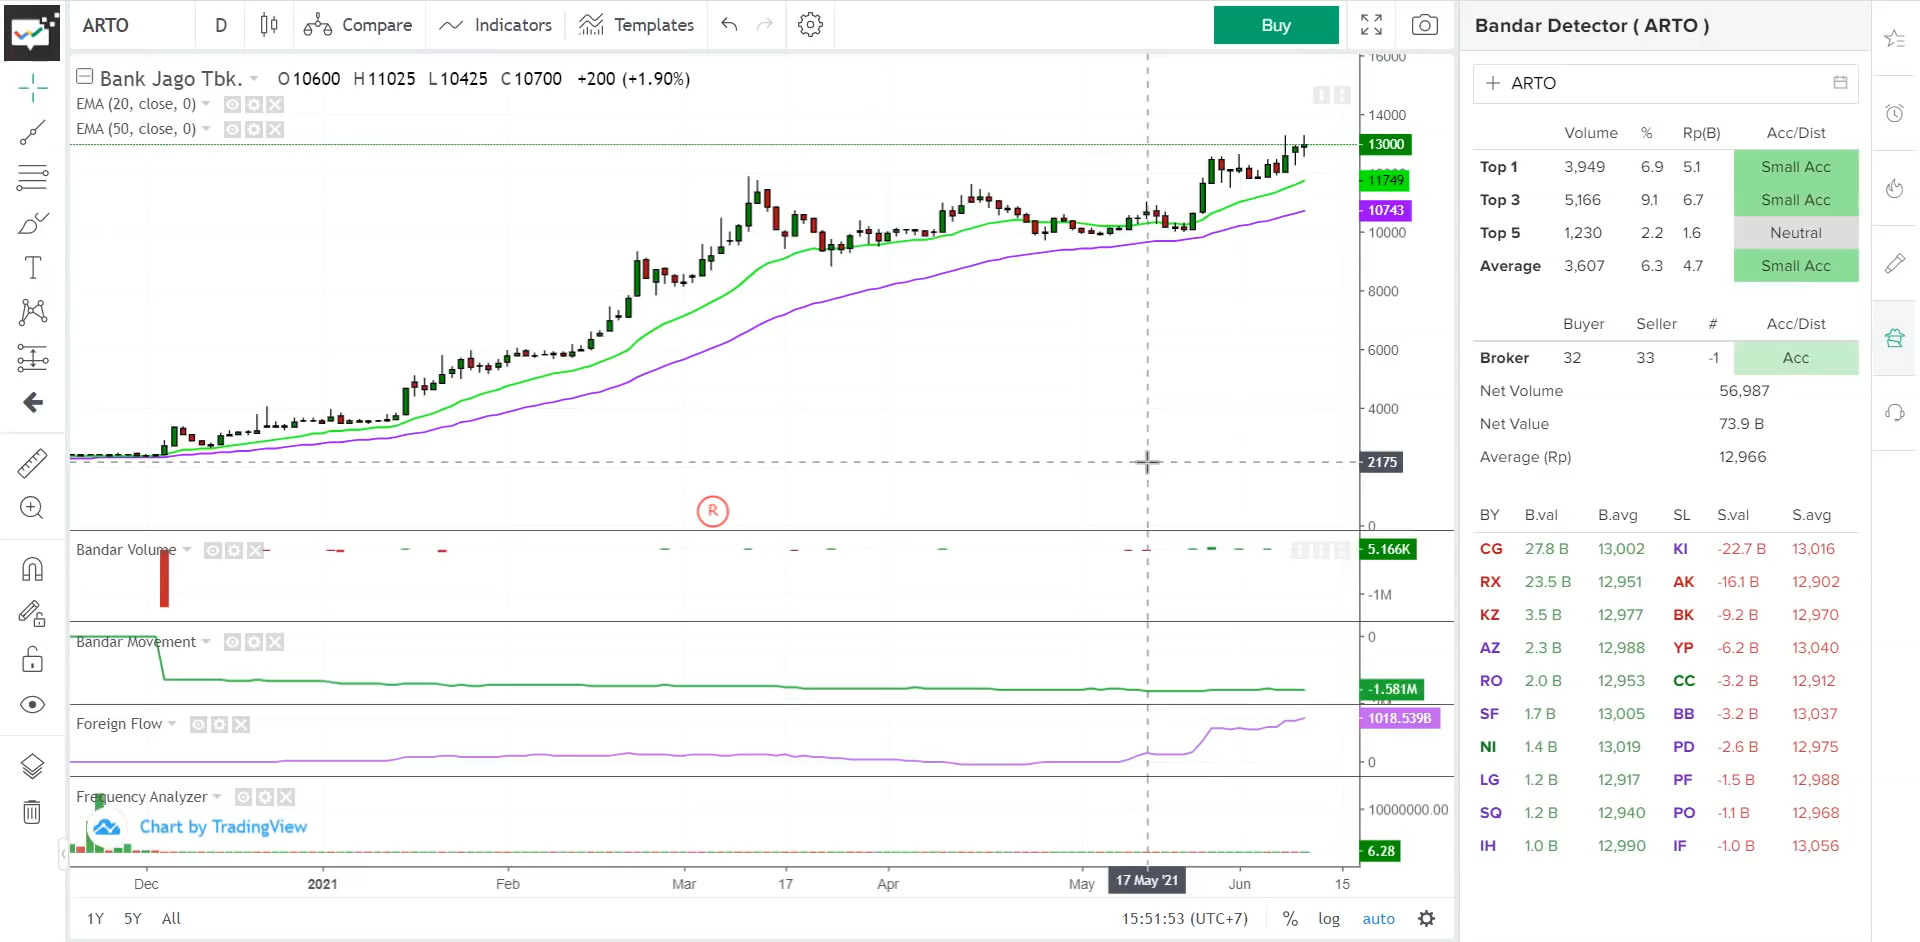 ARTO D Compare Indicators Templates Buy
Bank Jago Tbk. O10600 H11025 L10425 C10700 +200 (+1.90%)
EMA (20, close, 0)
EMA (50, close, 0)
16000
14000
13000
11749
10743
10000
8000
6000
4000
2175
0
R
Bandar Volume
5.166K
-1M
Bandar Movement
0
-1.581M
Foreign Flow
1018.539B
0
Frequency Analyzer
10000000.00
Chart by TradingView
6.28
Dec 2021 Feb Mar 17 Apr May 17 May '21 Jun 15
1Y 5Y All 15:51:53 (UTC+7) % log auto
Bandar Detector ( ARTO )
ARTO
Volume % Rp(B) Acc/Dist
Top 1 3,949 6.9 5.1 Small Acc
Top 3 5,166 9.1 6.7 Small Acc
Top 5 1,230 2.2 1.6 Neutral
Average 3,607 6.3 4.7 Small Acc
Buyer Seller # Acc/Dist
Broker 32 33 -1 Acc
Net Volume 56,987
Net Value 73.9 B
Average (Rp) 12,966
BY B.val B.avg SL S.val S.avg
CG 27.8 B 13,002 KI -22.7 B 13,016
RX 23.5 B 12,951 AK -16.1 B 12,902
KZ 3.5 B 12,977 BK -9.2 B 12,970
AZ 2.3 B 12,988 YP -6.2 B 13,040
RO 2.0 B 12,953 CC -3.2 B 12,912
SF 1.7 B 13,005 BB -3.2 B 13,037
NI 1.4 B 13,019 PD -2.6 B 12,975
LG 1.2 B 12,917 PF -1.5 B 12,988
SQ 1.2 B 12,940 PO -1.1 B 12,968
IH 1.0 B 12,990 IF -1.0 B 13,056